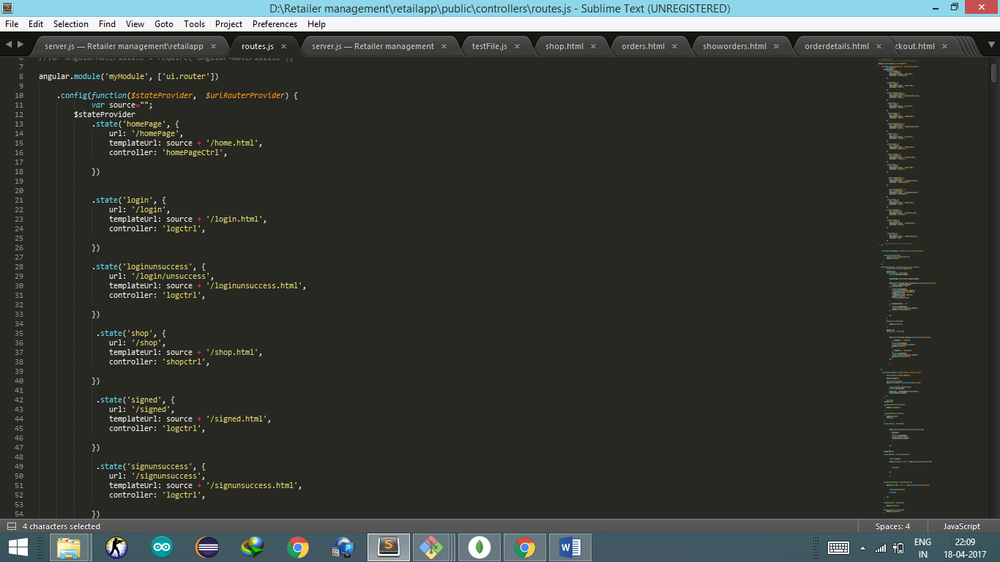 D:\Retailer management\retailapp\public\controllers\routes.js - Sublime Text (UNREGISTERED)
File Edit Selection Find View Goto Tools Project Preferences Help
server.js — Retailer management\retailapp × routes.js × server.js — Retailer management × testFile.js × shop.html × orders.html × showorders.html × orderdetails.html × ckout.html ×
6 //var angularMaterialize = require('angular-materialize');
7
8 angular.module('myModule', ['ui.router'])
9
10 .config(function($stateProvider, $urlRouterProvider) {
11 var source="";
12 $stateProvider
13 .state('homePage', {
14 url: '/homePage',
15 templateUrl: source + '/home.html',
16 controller: 'homePageCtrl',
17
18 })
19
20
21 .state('login', {
22 url: '/login',
23 templateUrl: source + '/login.html',
24 controller: 'logctrl',
25
26 })
27
28 .state('loginunsuccess', {
29 url: '/login/unsuccess',
30 templateUrl: source + '/loginunsuccess.html',
31 controller: 'logctrl',
32
33 })
34
35 .state('shop', {
36 url: '/shop',
37 templateUrl: source + '/shop.html',
38 controller: 'shopctrl',
39
40 })
41
42 .state('signed', {
43 url: '/signed',
44 templateUrl: source + '/signed.html',
45 controller: 'logctrl',
46
47 })
48
49 .state('signunsuccess', {
50 url: '/signunsuccess',
51 templateUrl: source + '/signunsuccess.html',
52 controller: 'logctrl',
53
54 })
4 characters selected Spaces: 4 JavaScript
ENG 22:09
IN 18-04-2017